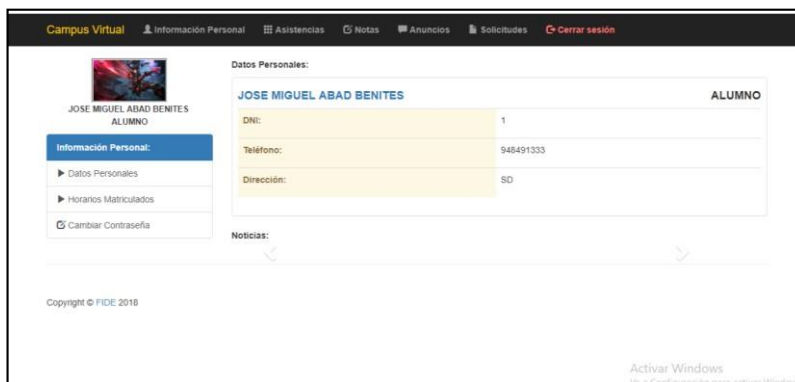 Campus Virtual Información Personal Asistencias Notas Anuncios Solicitudes Cerrar sesión
JOSE MIGUEL ABAD BENITES
ALUMNO
Información Personal:
Datos Personales
Horarios Matriculados
Cambiar Contraseña
Datos Personales:
JOSE MIGUEL ABAD BENITES ALUMNO
DNI: 1
Teléfono: 948491333
Dirección: SD
Noticias:
Copyright © FIDE 2018
Activar Windows